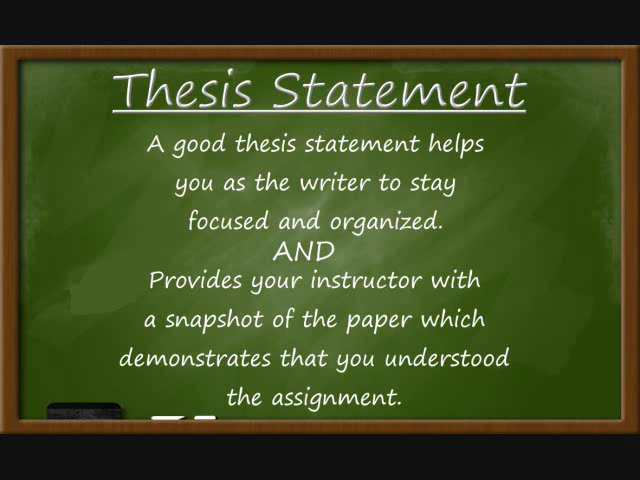 Thesis Statement
A good thesis statement helps
you as the writer to stay
focused and organized.
AND
Provides your instructor with
a snapshot of the paper which
demonstrates that you understood
the assignment.